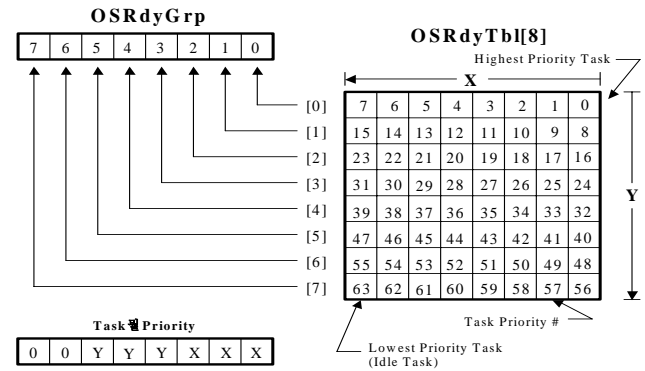 OSRdyGrp
7 6 5 4 3 2 1 0
OSRdyTbl[8]
Highest Priority Task
X
[0] 7 6 5 4 3 2 1 0
[1] 15 14 13 12 11 10 9 8
[2] 23 22 21 20 19 18 17 16
[3] 31 30 29 28 27 26 25 24
[4] 39 38 37 36 35 34 33 32
[5] 47 46 45 44 43 42 41 40
[6] 55 54 53 52 51 50 49 48
[7] 63 62 61 60 59 58 57 56
Y
Task Priority #
Lowest Priority Task
(Idle Task)
Task Priority
0 0 Y Y Y X X X